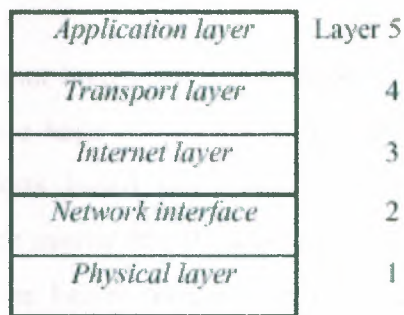 Application layer Layer 5
Transport layer 4
Internet layer 3
Network interface 2
Physical layer 1